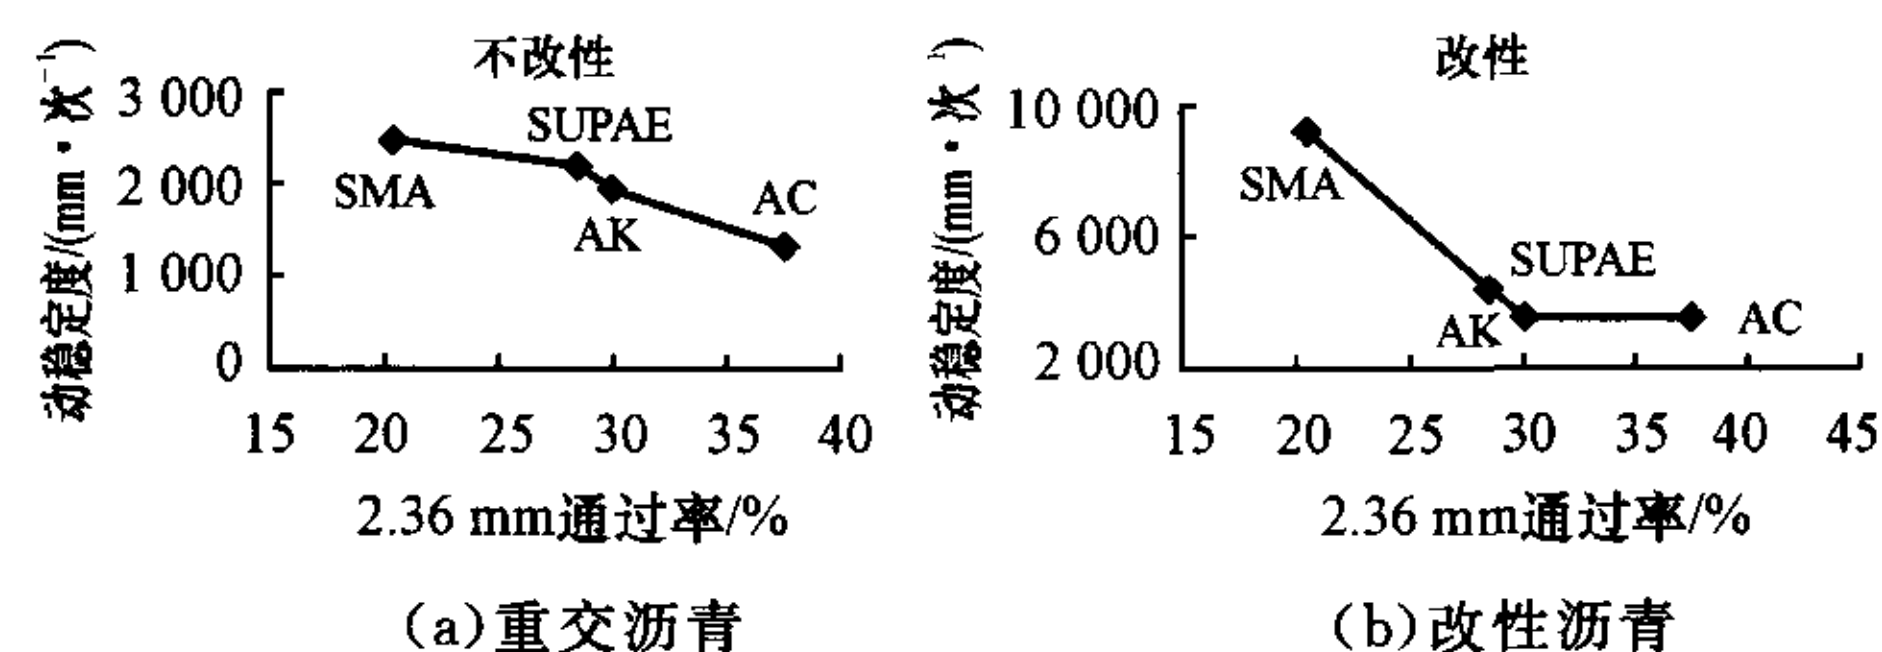 不改性
动稳定度/(mm·次⁻¹)
3 000
2 000
1 000
0
SMA
SUPAE
AK
AC
15 20 25 30 35 40
2.36 mm通过率/%
(a)重交沥青
改性
动稳定度/(mm·次⁻¹)
10 000
6 000
2 000
SMA
SUPAE
AK
AC
15 20 25 30 35 40 45
2.36 mm通过率/%
(b)改性沥青